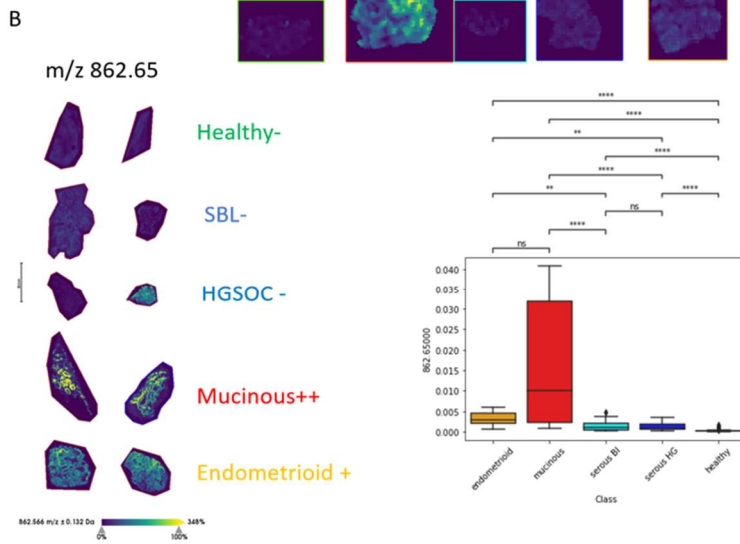 B
m/z 862.65
Healthy-
SBL-
HGSOC -
Mucinous++
Endometrioid +
862.566 m/z ± 0.132 Da
0%
100%
348%
****
****
**
****
****
**
****
ns
****
ns
0.040
0.035
0.030
0.025
0.020
0.015
0.010
0.005
0.000
862.65000
endometrioid
mucinous
serous BI
serous HG
healthy
Class